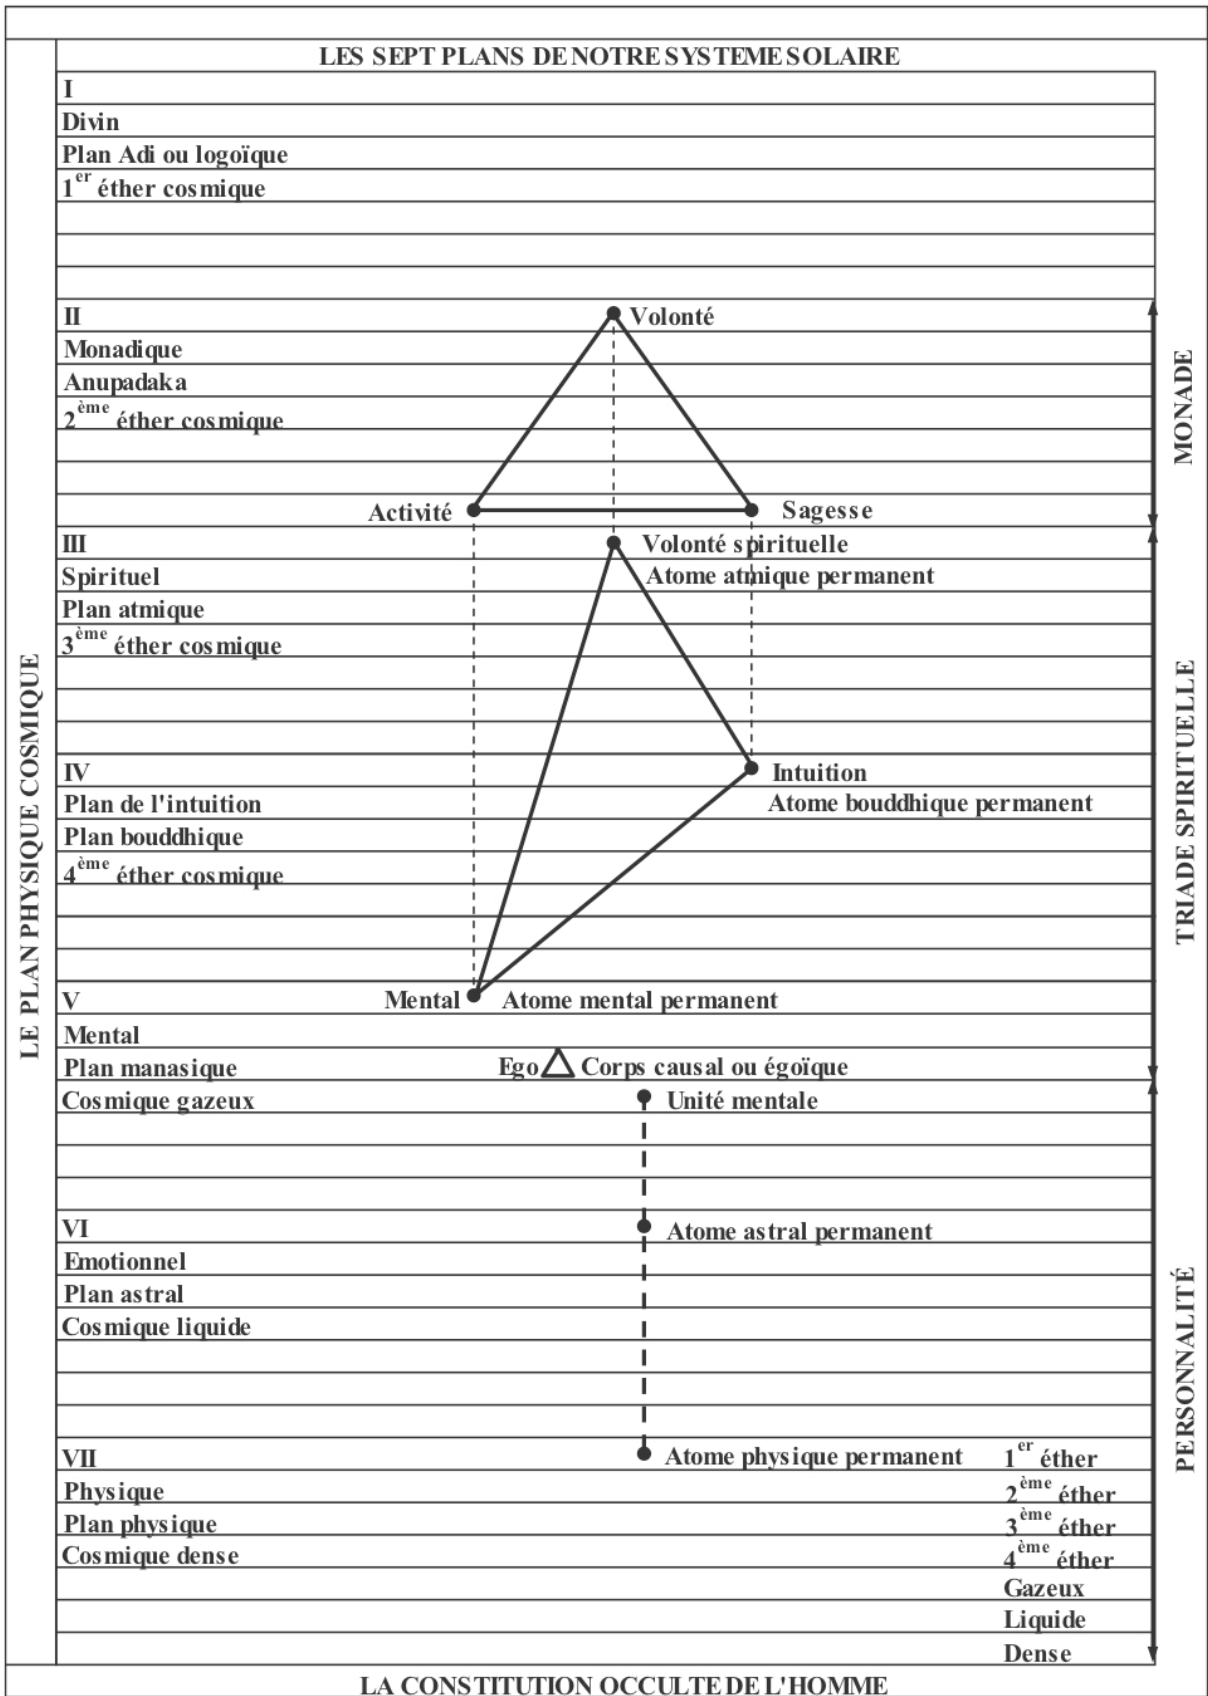 LES SEPT PLANS DE NOTRE SYSTEME SOLAIRE
I
Divin
Plan Adi ou logoïque
1er éther cosmique
II
Volonté
Monadique
Anupadaka
2ème éther cosmique
Activité
Sagesse
III
Volonté spirituelle
Spirituel
Atome atmique permanent
Plan atmique
3ème éther cosmique
IV
Intuition
Plan de l'intuition
Atome bouddhique permanent
Plan bouddhique
4ème éther cosmique
V
Mental
Atome mental permanent
Mental
Plan manasique
Ego
Corps causal ou égoïque
Cosmique gazeux
Unité mentale
VI
Atome astral permanent
Emotionnel
Plan astral
Cosmique liquide
VII
Atome physique permanent
1er éther
Physique
2ème éther
Plan physique
3ème éther
Cosmique dense
4ème éther
Gazeux
Liquide
Dense
LE PLAN PHYSIQUE COSMIQUE
MONADE
TRIADE SPIRITUELLE
PERSONNALITÉ
LA CONSTITUTION OCCULTE DE L'HOMME